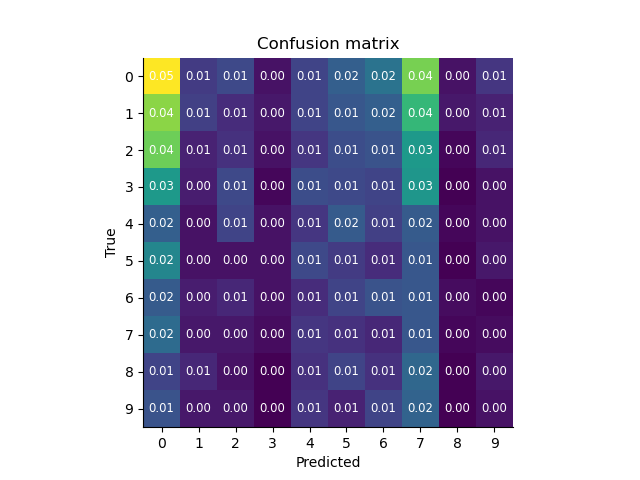 Confusion matrix
0 0.05 0.01 0.01 0.00 0.01 0.02 0.02 0.04 0.00 0.01
1 0.04 0.01 0.01 0.00 0.01 0.01 0.02 0.04 0.00 0.01
2 0.04 0.01 0.01 0.00 0.01 0.01 0.01 0.03 0.00 0.01
3 0.03 0.00 0.01 0.00 0.01 0.01 0.01 0.03 0.00 0.00
4 0.02 0.00 0.01 0.00 0.01 0.02 0.01 0.02 0.00 0.00
True
5 0.02 0.00 0.00 0.00 0.01 0.01 0.01 0.01 0.00 0.00
6 0.02 0.00 0.01 0.00 0.01 0.01 0.01 0.01 0.00 0.00
7 0.02 0.00 0.00 0.00 0.01 0.01 0.01 0.01 0.00 0.00
8 0.01 0.01 0.00 0.00 0.01 0.01 0.01 0.02 0.00 0.00
9 0.01 0.00 0.00 0.00 0.01 0.01 0.01 0.02 0.00 0.00
0 1 2 3 4 5 6 7 8 9
Predicted